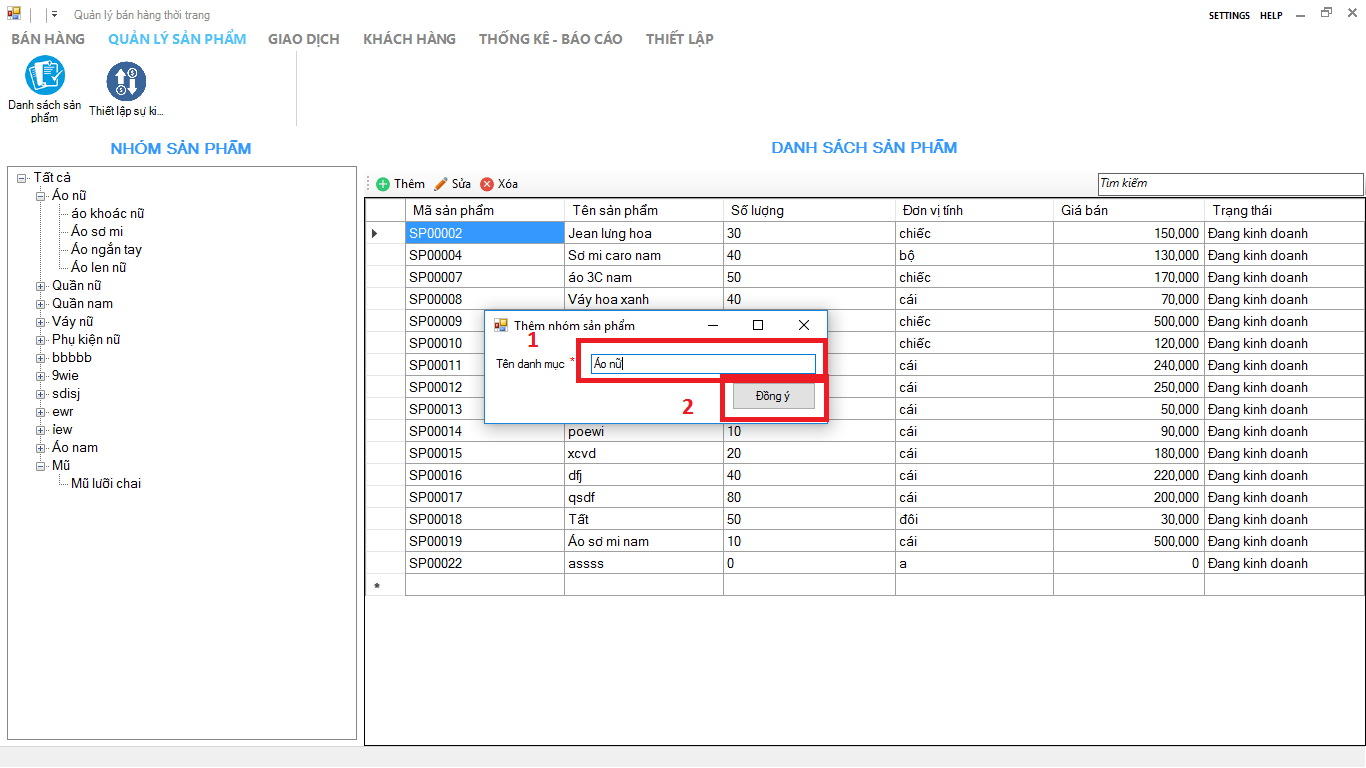 Quản lý bán hàng thời trang
SETTINGS HELP
BÁN HÀNG QUẢN LÝ SẢN PHẨM GIAO DỊCH KHÁCH HÀNG THỐNG KÊ - BÁO CÁO THIẾT LẬP
Danh sách sản phẩm
Thiết lập sự ki...
NHÓM SẢN PHẨM
Tất cả
Áo nữ
áo khoác nữ
Áo sơ mi
Áo ngắn tay
Áo len nữ
Quần nữ
Quần nam
Váy nữ
Phụ kiện nữ
bbbbb
9wie
sdisj
ewr
iew
Áo nam
Mũ
Mũ lưỡi chai
DANH SÁCH SẢN PHẨM
Thêm Sửa Xóa Tìm kiếm
Mã sản phẩm Tên sản phẩm Số lượng Đơn vị tính Giá bán Trạng thái
SP00002 Jean lưng hoa 30 chiếc 150,000 Đang kinh doanh
SP00004 Sơ mi caro nam 40 bộ 130,000 Đang kinh doanh
SP00007 áo 3C nam 50 chiếc 170,000 Đang kinh doanh
SP00008 Váy hoa xanh 40 cái 70,000 Đang kinh doanh
SP00009 chiếc 500,000 Đang kinh doanh
SP00010 chiếc 120,000 Đang kinh doanh
SP00011 cái 240,000 Đang kinh doanh
SP00012 cái 250,000 Đang kinh doanh
SP00013 cái 50,000 Đang kinh doanh
SP00014 poewi 10 cái 90,000 Đang kinh doanh
SP00015 xcvd 20 cái 180,000 Đang kinh doanh
SP00016 dfj 40 cái 220,000 Đang kinh doanh
SP00017 qsdf 80 cái 200,000 Đang kinh doanh
SP00018 Tất 50 đôi 30,000 Đang kinh doanh
SP00019 Áo sơ mi nam 10 cái 500,000 Đang kinh doanh
SP00022 assss 0 a 0 Đang kinh doanh
*
Thêm nhóm sản phẩm
1
Tên danh mục * Áo nữ
2
Đồng ý